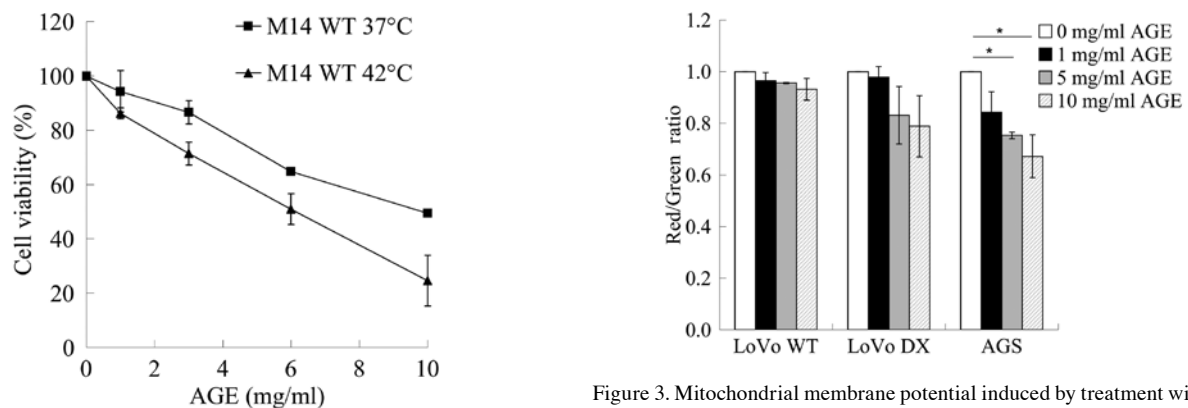 120
100
80
60
40
20
0
Cell viability (%)
M14 WT 37°C
M14 WT 42°C
0 2 4 6 8 10
AGE (mg/ml)
1.2
1.0
0.8
0.6
0.4
0.2
0.0
Red/Green ratio
*
*
0 mg/ml AGE
1 mg/ml AGE
5 mg/ml AGE
10 mg/ml AGE
LoVo WT LoVo DX AGS
Figure 3. Mitochondrial membrane potential induced by treatment wi